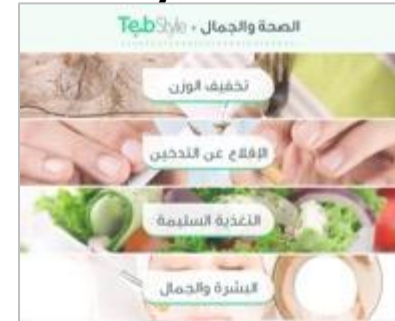 الصحة والجمال - TebStyle
تخفيف الوزن
الإقلاع عن التدخين
التغذية السليمة
البشرة والجمال